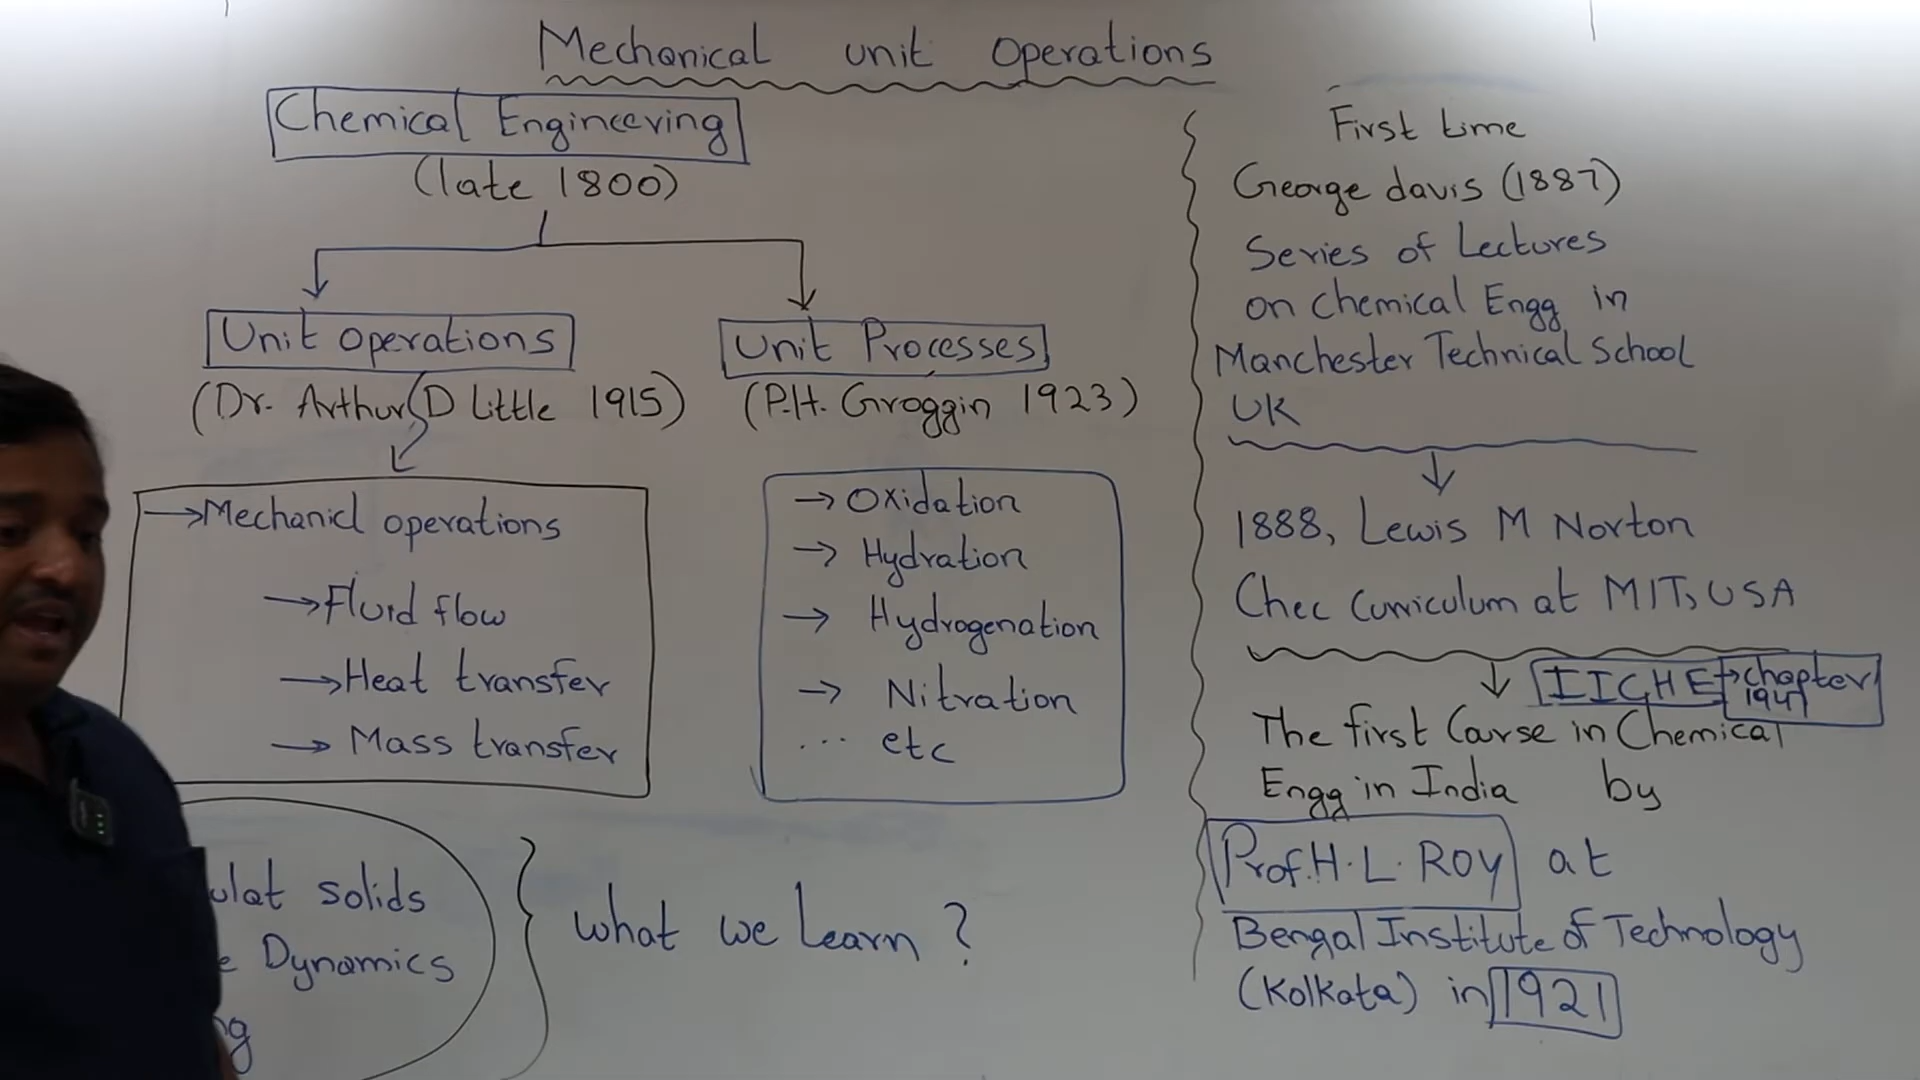 Mechanical unit Operations
Chemical Engineering
(late 1800)
Unit operations
(Dr. Arthur D Little 1915)
→Mechanicl operations
→Fluid flow
→Heat transfer
→Mass transfer
Unit Processes
(P.H. Groggin 1923)
→Oxidation
→Hydration
→Hydrogenation
→Nitration
... etc
solids
Dynamics
what we Learn ?
First time
George davis (1887)
Series of Lectures
on Chemical Engg in
Manchester Technical School
UK
1888, Lewis M Norton
Chec Curriculum at MIT, USA
IICHE→chapter
1947
The first Carse in Chemical
Engg in India by
Prof. H. L. Roy at
Bengal Institute of Technology
(Kolkata) in 1921